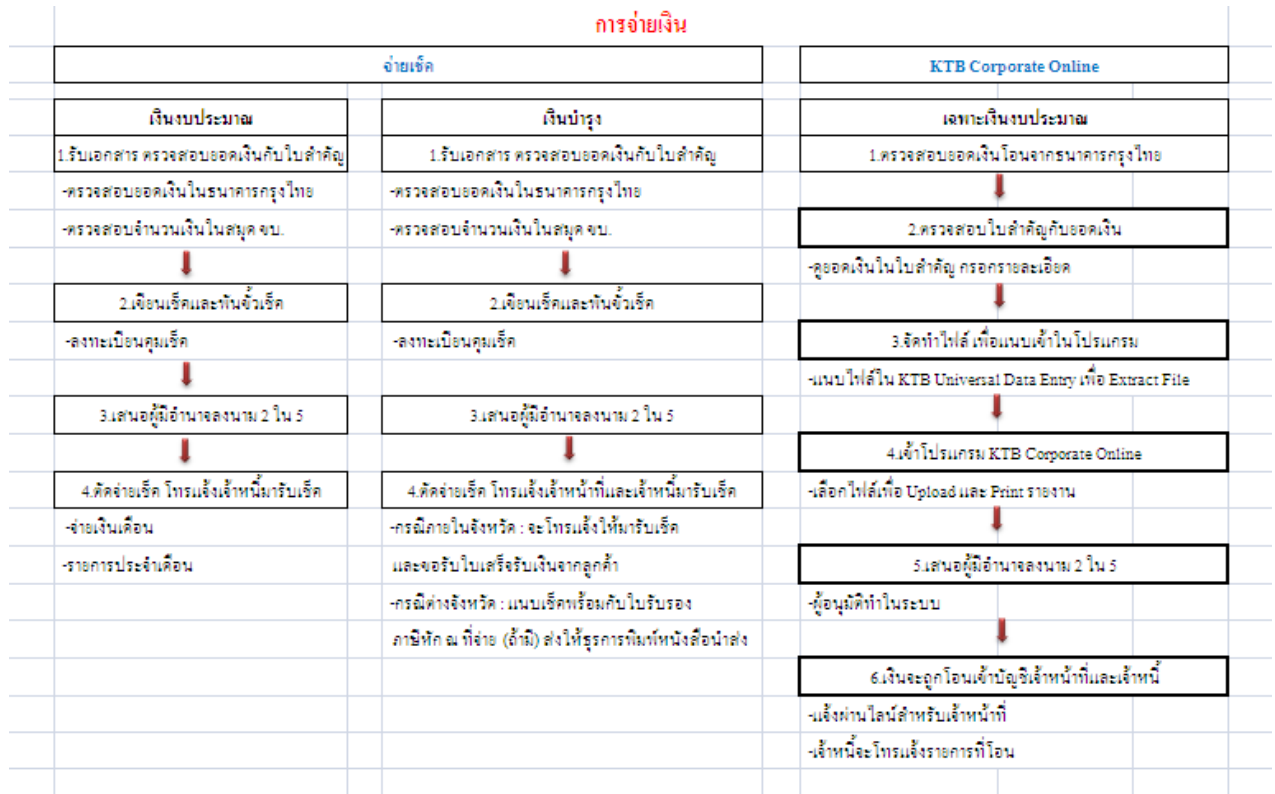 การจ่ายเงิน
จ่ายเช็ค
KTB Corporate Online
เงินงบประมาณ
1.รับเอกสาร ตรวจสอบยอดเงินกับใบสำคัญ
-ตรวจสอบยอดเงินในธนาคารกรุงไทย
-ตรวจสอบจำนวนเงินในสมุด ขบ.
2.เขียนเช็คและพันขั้วเช็ค
-ลงทะเบียนคุมเช็ค
3.เสนอผู้มีอำนาจลงนาม 2 ใน 5
4.ตัดจ่ายเช็ค โทรแจ้งเจ้าหนี้มารับเช็ค
-จ่ายเงินเดือน
-รายการประจำเดือน
เงินบำรุง
1.รับเอกสาร ตรวจสอบยอดเงินกับใบสำคัญ
-ตรวจสอบยอดเงินในธนาคารกรุงไทย
-ตรวจสอบจำนวนเงินในสมุด ขบ.
2.เขียนเช็คและพันขั้วเช็ค
-ลงทะเบียนคุมเช็ค
3.เสนอผู้มีอำนาจลงนาม 2 ใน 5
4.ตัดจ่ายเช็ค โทรแจ้งเจ้าหน้าที่และเจ้าหนี้มารับเช็ค
-กรณีภายในจังหวัด : จะโทรแจ้งให้มารับเช็ค
และขอรับใบเสร็จรับเงินจากลูกค้า
-กรณีต่างจังหวัด : แนบเช็คพร้อมกับใบรับรอง
ภาษีหัก ณ ที่จ่าย (ถ้ามี) ส่งให้ธุรการพิมพ์หนังสือนำส่ง
เฉพาะเงินงบประมาณ
1.ตรวจสอบยอดเงินโอนจากธนาคารกรุงไทย
2.ตรวจสอบใบสำคัญกับยอดเงิน
-ดูยอดเงินในใบสำคัญ กรอกรายละเอียด
3.จัดทำไฟล์ เพื่อแนบเข้าในโปรแกรม
-แนบไฟล์ใน KTB Universal Data Entry เพื่อ Extract File
4.เข้าโปรแกรม KTB Corporate Online
-เลือกไฟล์เพื่อ Upload และ Print รายงาน
5.เสนอผู้มีอำนาจลงนาม 2 ใน 5
-ผู้อนุมัติทำในระบบ
6.เงินจะถูกโอนเข้าบัญชีเจ้าหน้าที่และเจ้าหนี้
-แจ้งผ่านไลน์สำหรับเจ้าหน้าที่
-เจ้าหนี้จะโทรแจ้งรายการที่โอน